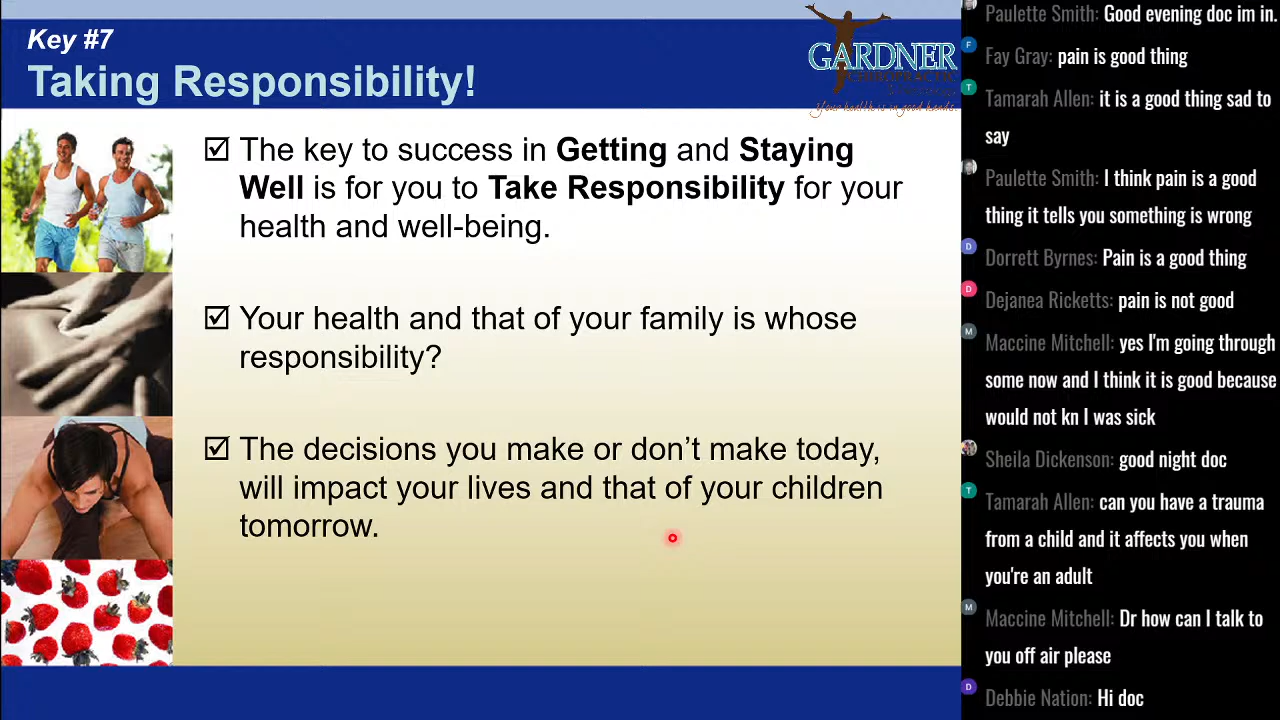 Key #7
Taking Responsibility!
GARDNER
CHIROPRACTIC
Your health is in good hands.
The key to success in Getting and Staying
Well is for you to Take Responsibility for your
health and well-being.
Your health and that of your family is whose
responsibility?
The decisions you make or don’t make today,
will impact your lives and that of your children
tomorrow.
Paulette Smith: Good evening doc im in.
F
Fay Gray: pain is good thing
T
Tamarah Allen: it is a good thing sad to
say
Paulette Smith: I think pain is a good
thing it tells you something is wrong
D
Dorrett Byrnes: Pain is a good thing
D
Dejanea Ricketts: pain is not good
M
Maccine Mitchell: yes I'm going through
some now and I think it is good because
would not kn I was sick
Sheila Dickenson: good night doc
T
Tamarah Allen: can you have a trauma
from a child and it affects you when
you're an adult
M
Maccine Mitchell: Dr how can I talk to
you off air please
D
Debbie Nation: Hi doc